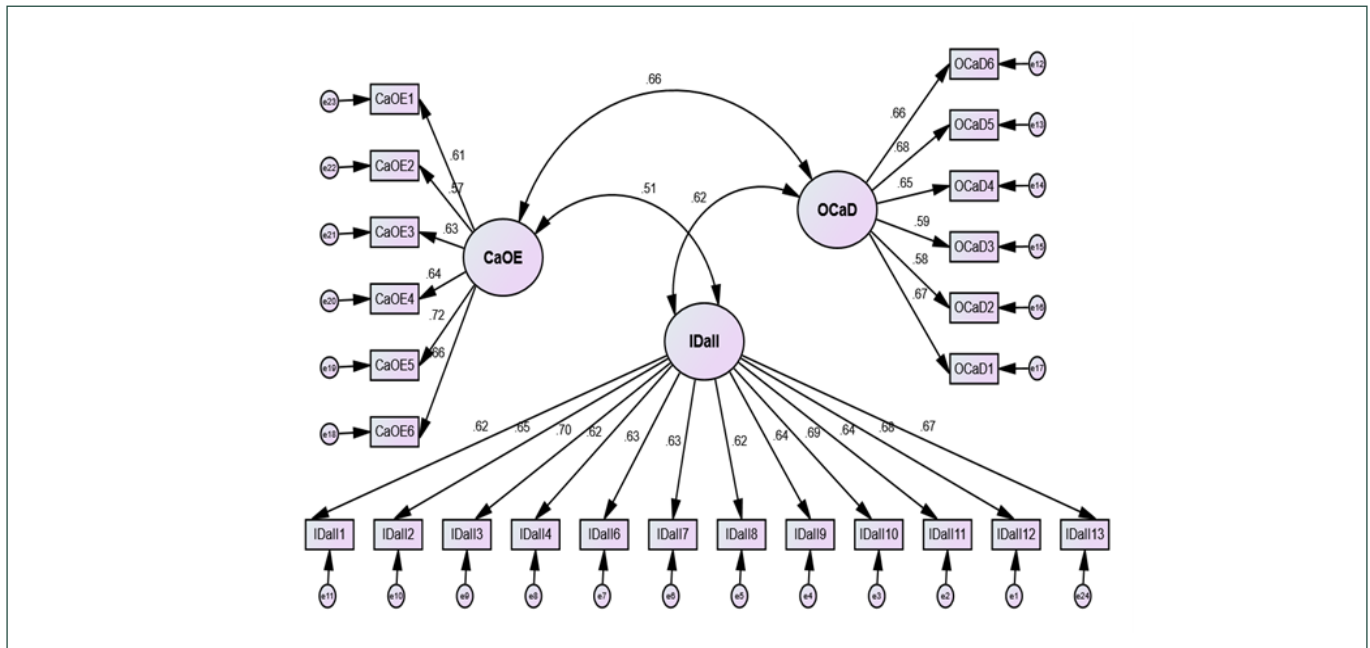 .66
OCaD6
e12
e23
CaOE1
.66
OCaD5
e13
.61
.68
e22
CaOE2
.57
.51
.62
.65
OCaD4
e14
OCaD
.59
e21
CaOE3
.63
CaOE
OCaD3
e15
.58
.64
.67
e20
CaOE4
OCaD2
e16
.72
IDall
.66
e19
CaOE5
OCaD1
e17
e18
CaOE6
.62
.65
.70
.62
.63
.63
.62
.64
.69
.64
.68
.67
IDall1
IDall2
IDall3
IDall4
IDall6
IDall7
IDall8
IDall9
IDall10
IDall11
IDall12
IDall13
e11
e10
e9
e8
e7
e6
e5
e4
e3
e2
e1
e24